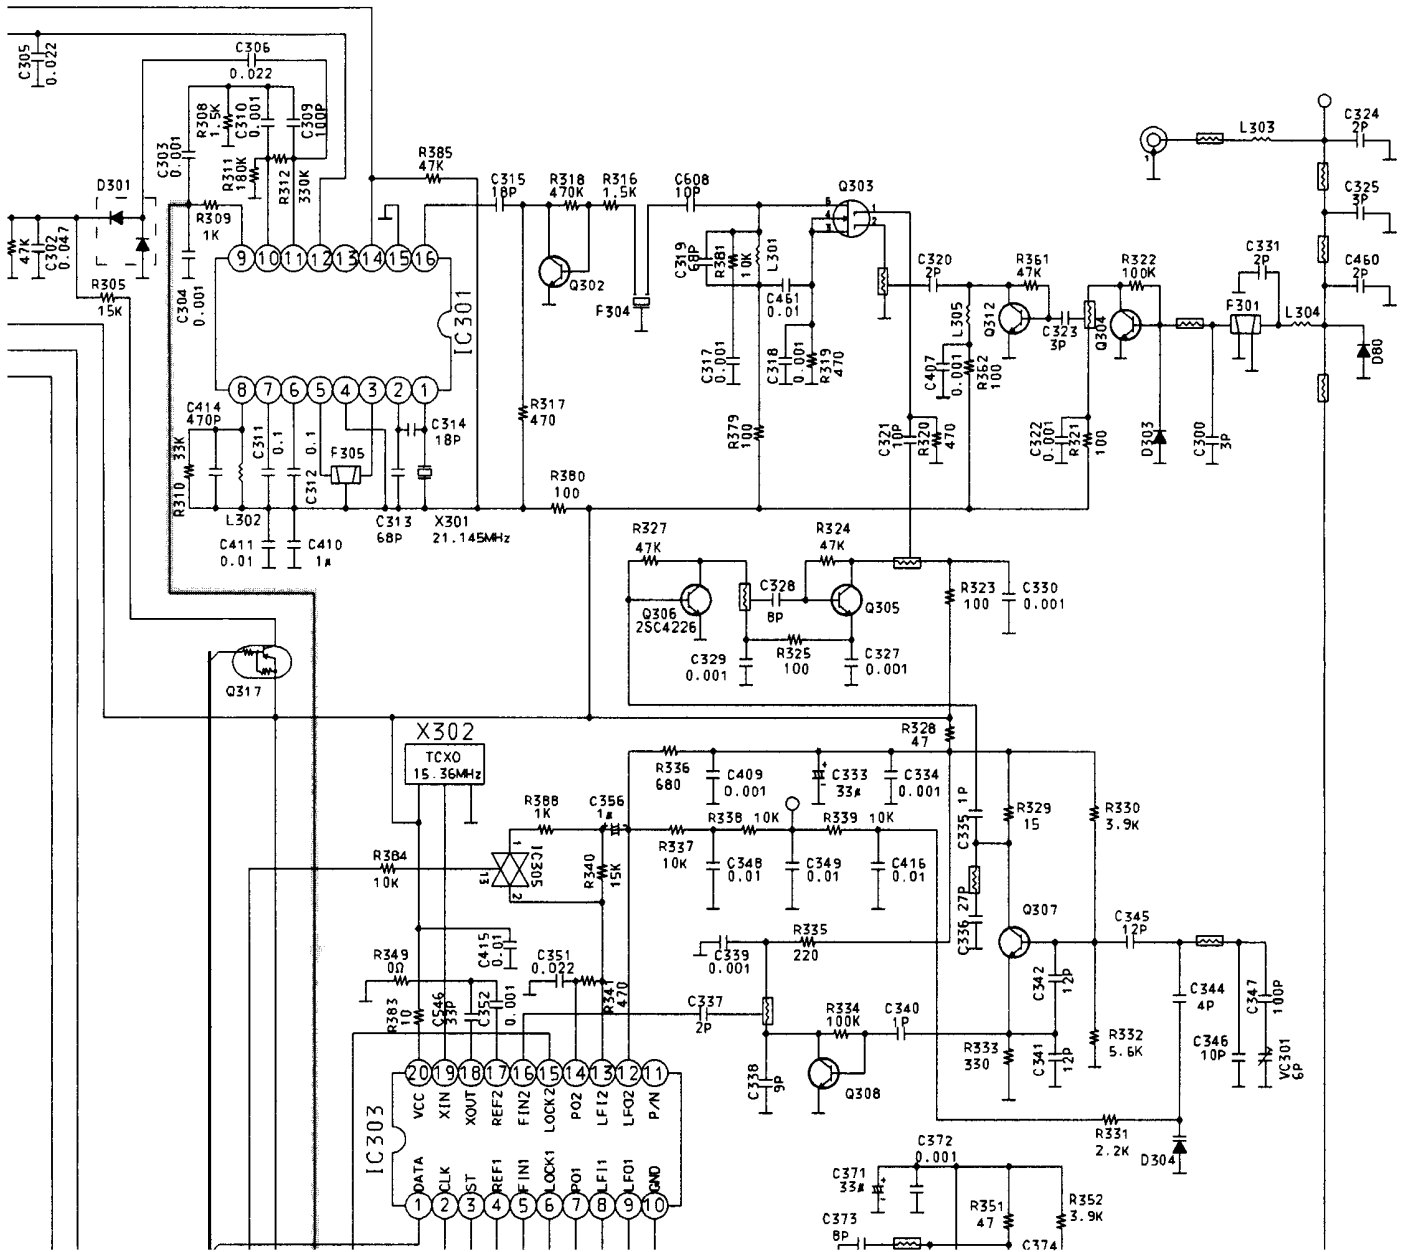 C305
0.022
C306
0.022
R308
1.5K
C310
0.001
C309
100P
C303
0.001
R311
180K
R312
330K
R385
47K
D301
R309
1K
47K
C302
0.047
R305
15K
C304
0.001
9
10
11
12
13
14
15
16
IC301
8
7
6
5
4
3
2
1
C315
18P
R318
470K
R316
1.5K
C608
10P
Q302
F304
Q303
5
4
3
1
2
C319
68P
R381
10K
L301
C461
0.01
C317
0.001
C318
0.001
R319
470
C320
2P
L305
Q312
R361
47K
C323
3P
Q304
R322
100K
C331
2P
F301
L304
1
L303
C324
2P
C325
3P
C460
2P
D80
C407
0.001
R362
100
C322
0.001
R321
100
D303
C300
3P
R379
100
C321
10P
R320
470
C414
470P
33K
R310
L302
C311
0.1
C312
0.1
F305
C314
18P
C313
68P
X301
21.145MHz
R317
470
R380
100
C411
0.01
C410
1µ
R327
47K
R324
47K
Q306
2SC4226
C328
8P
Q305
R325
100
C329
0.001
C327
0.001
R323
100
C330
0.001
Q317
X302
TCXO
15.36MHz
R328
47
R336
680
C409
0.001
C333
33µ
+
-
C334
0.001
C335
1P
R329
15
R330
3.9K
R388
1K
C356
1µ
R338
10K
R339
10K
R337
10K
R384
10K
1
IC305
13
2
R340
15K
C348
0.01
C349
0.01
C416
0.01
C336
27P
Q307
C345
12P
C415
0.01
C339
0.001
R335
220
R349
0Ω
C351
0.022
R341
470
R383
10
C546
33P
C352
0.001
C337
2P
R334
100K
C340
1P
C342
12P
C344
4P
C347
100P
R333
330
C341
12P
R332
5.6K
C346
10P
VC301
6P
C338
9P
Q308
20
19
18
17
16
15
14
13
12
11
VCC
XIN
XOUT
REF2
FIN2
LOCK2
PO2
LFI2
LFO2
P/N
IC303
DATA
CLK
ST
REF1
FIN1
LOCK1
PO1
LFI1
LFO1
GND
1
2
3
4
5
6
7
8
9
10
R331
2.2K
D304
C372
0.001
C371
33µ
+
-
R351
47
R352
3.9K
C373
8P
C374